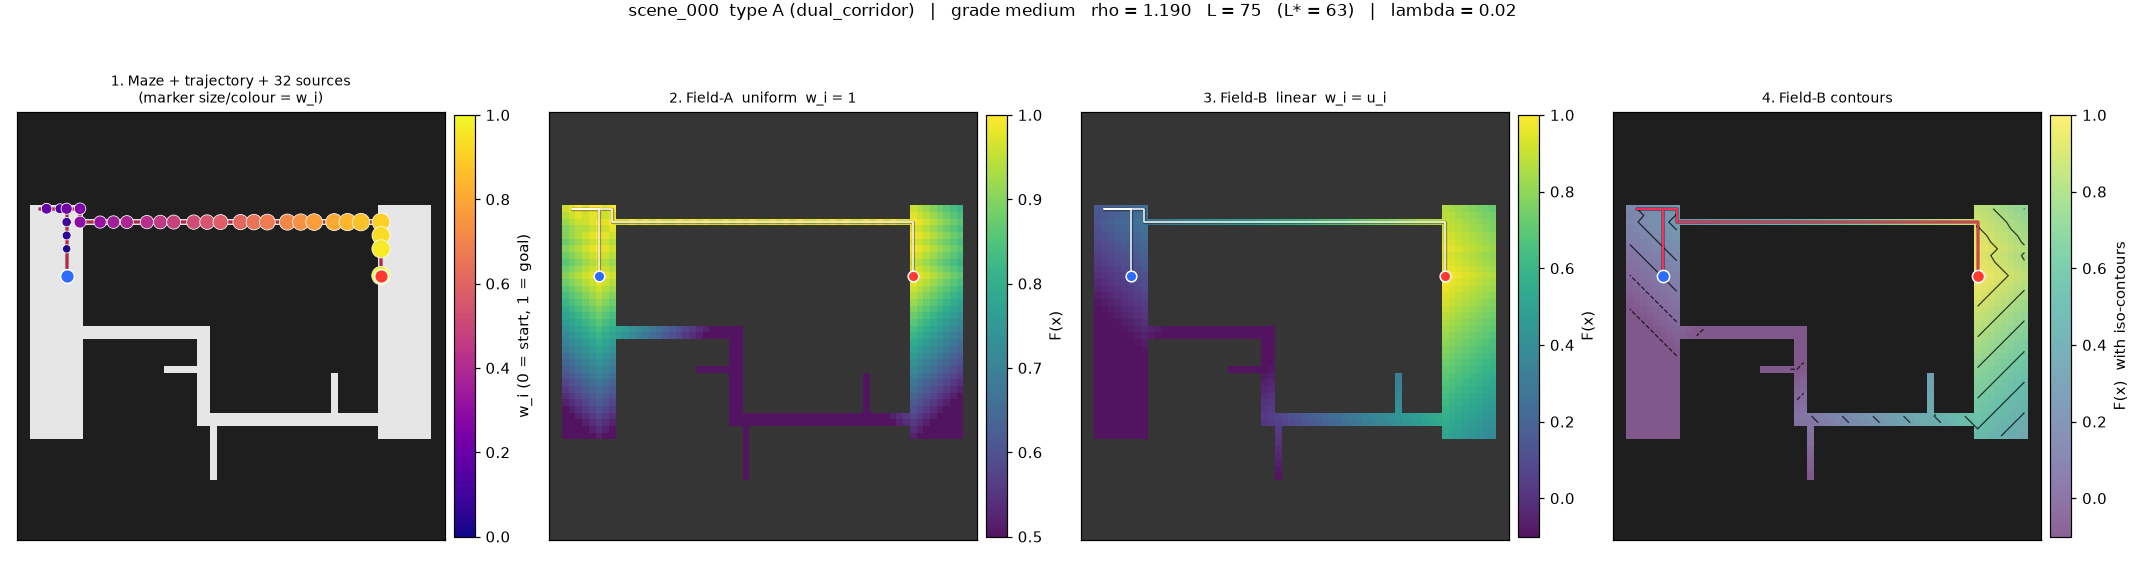 scene_000  type A (dual_corridor)   |   grade medium   rho = 1.190   L = 75   (L* = 63)   |   lambda = 0.02
1. Maze + trajectory + 32 sources
(marker size/colour = w_i)
1.0
0.8
0.6
0.4
0.2
0.0
w_i (0 = start, 1 = goal)
2. Field-A  uniform  w_i = 1
1.0
0.9
0.8
0.7
0.6
0.5
F(x)
3. Field-B  linear  w_i = u_i
1.0
0.8
0.6
0.4
0.2
0.0
F(x)
4. Field-B contours
1.0
0.8
0.6
0.4
0.2
0.0
F(x)  with iso-contours